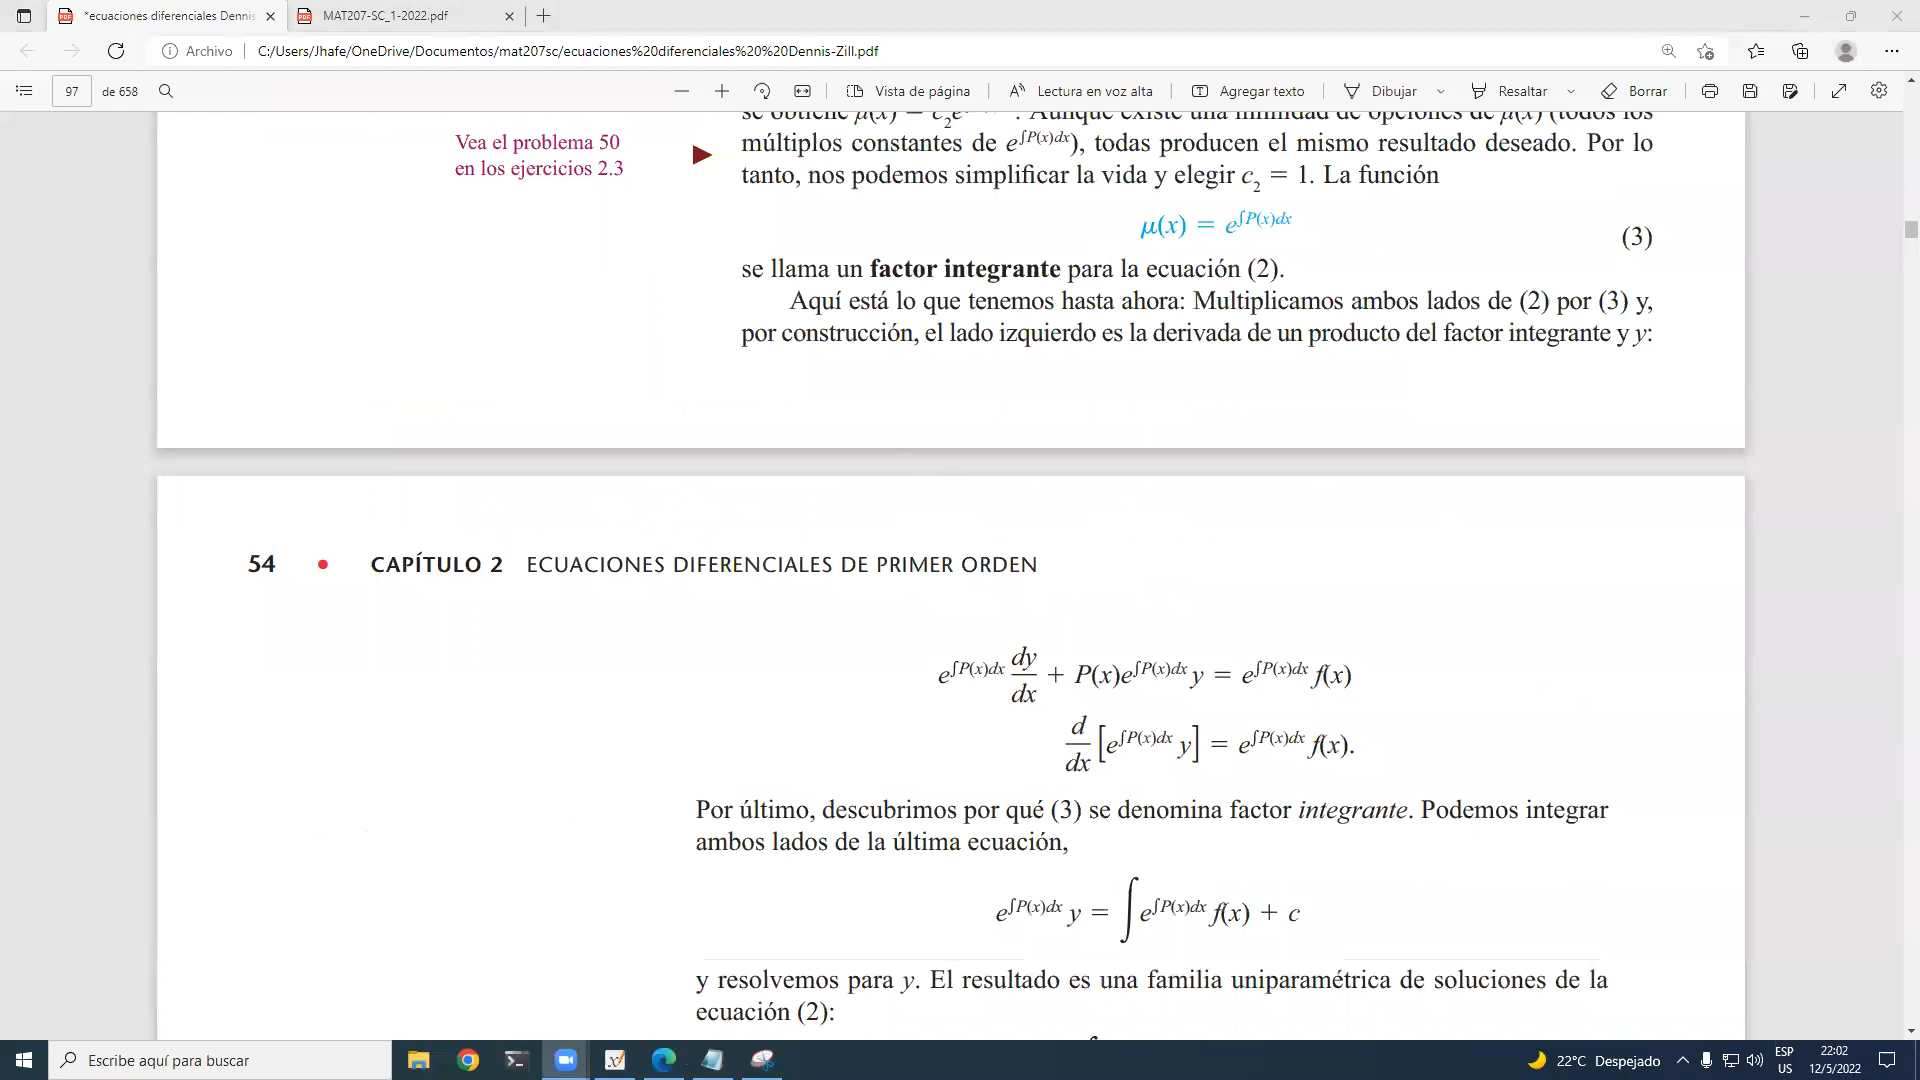 *ecuaciones diferenciales Dennis
MAT207-SC_1-2022.pdf
Archivo
C:/Users/Jhafe/OneDrive/Documentos/mat207sc/ecuaciones%20diferenciales%20%20Dennis-Zill.pdf
97 de 658
Vista de página
Lectura en voz alta
Agregar texto
Dibujar
Resaltar
Borrar
Vea el problema 50
en los ejercicios 2.3
múltiplos constantes de e^{∫P(x)dx}), todas producen el mismo resultado deseado. Por lo
tanto, nos podemos simplificar la vida y elegir c₂ = 1. La función
μ(x) = e^{∫P(x)dx}
(3)
se llama un factor integrante para la ecuación (2).
Aquí está lo que tenemos hasta ahora: Multiplicamos ambos lados de (2) por (3) y,
por construcción, el lado izquierdo es la derivada de un producto del factor integrante y y:
54 • CAPÍTULO 2 ECUACIONES DIFERENCIALES DE PRIMER ORDEN
e^{∫P(x)dx} dy/dx + P(x)e^{∫P(x)dx} y = e^{∫P(x)dx} f(x)
d/dx [e^{∫P(x)dx} y] = e^{∫P(x)dx} f(x).
Por último, descubrimos por qué (3) se denomina factor integrante. Podemos integrar
ambos lados de la última ecuación,
e^{∫P(x)dx} y = ∫ e^{∫P(x)dx} f(x) + c
y resolvemos para y. El resultado es una familia uniparamétrica de soluciones de la
ecuación (2):
Escribe aquí para buscar
22°C Despejado
ESP
US
22:02
12/5/2022